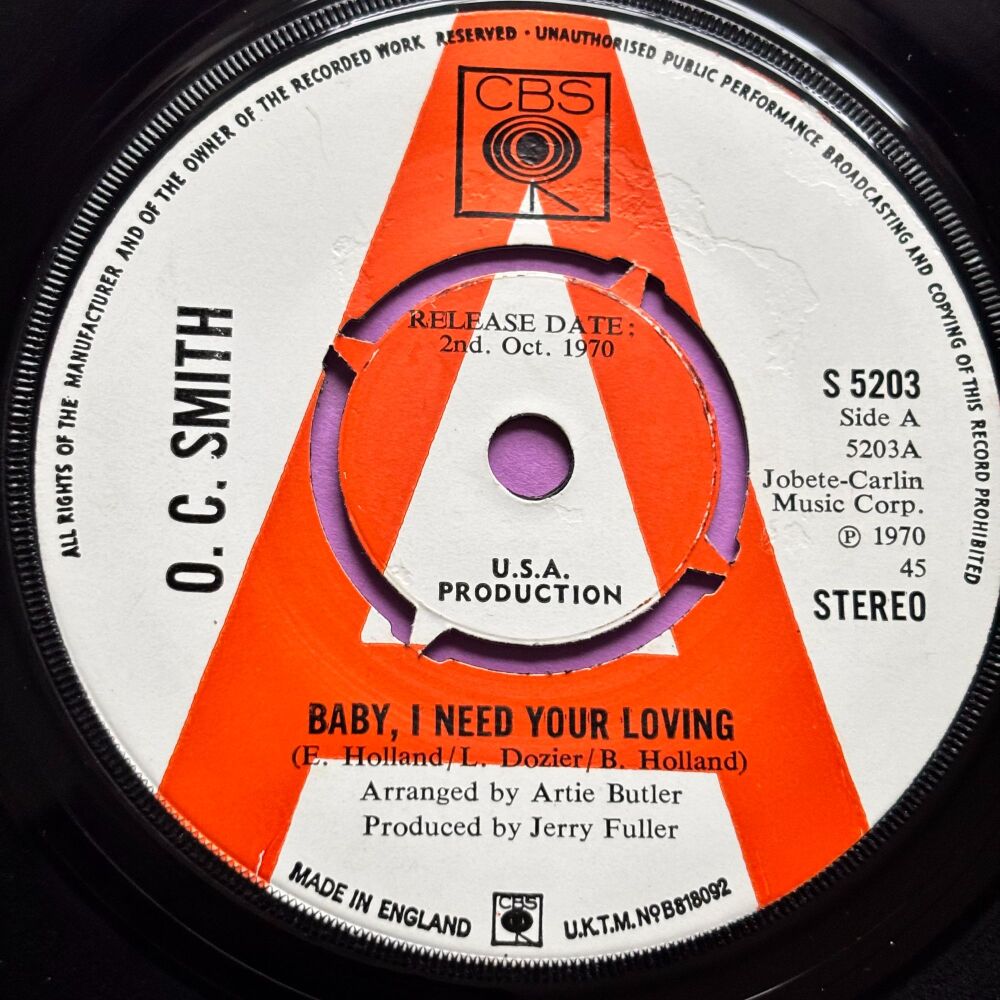 ALL RIGHTS OF THE MANUFACTURER AND OF THE OWNER OF THE RECORDED WORK RESERVED · UNAUTHORISED PUBLIC PERFORMANCE BROADCASTING AND COPYING OF THIS RECORD PROHIBITED
CBS
A
RELEASE DATE:
2nd. Oct. 1970
O. C. SMITH
S 5203
Side A
5203A
Jobete-Carlin
Music Corp.
℗ 1970
45
STEREO
U.S.A.
PRODUCTION
BABY, I NEED YOUR LOVING
(E. Holland/L. Dozier/B. Holland)
Arranged by Artie Butler
Produced by Jerry Fuller
MADE IN ENGLAND
CBS
U.K.T.M. No B818092